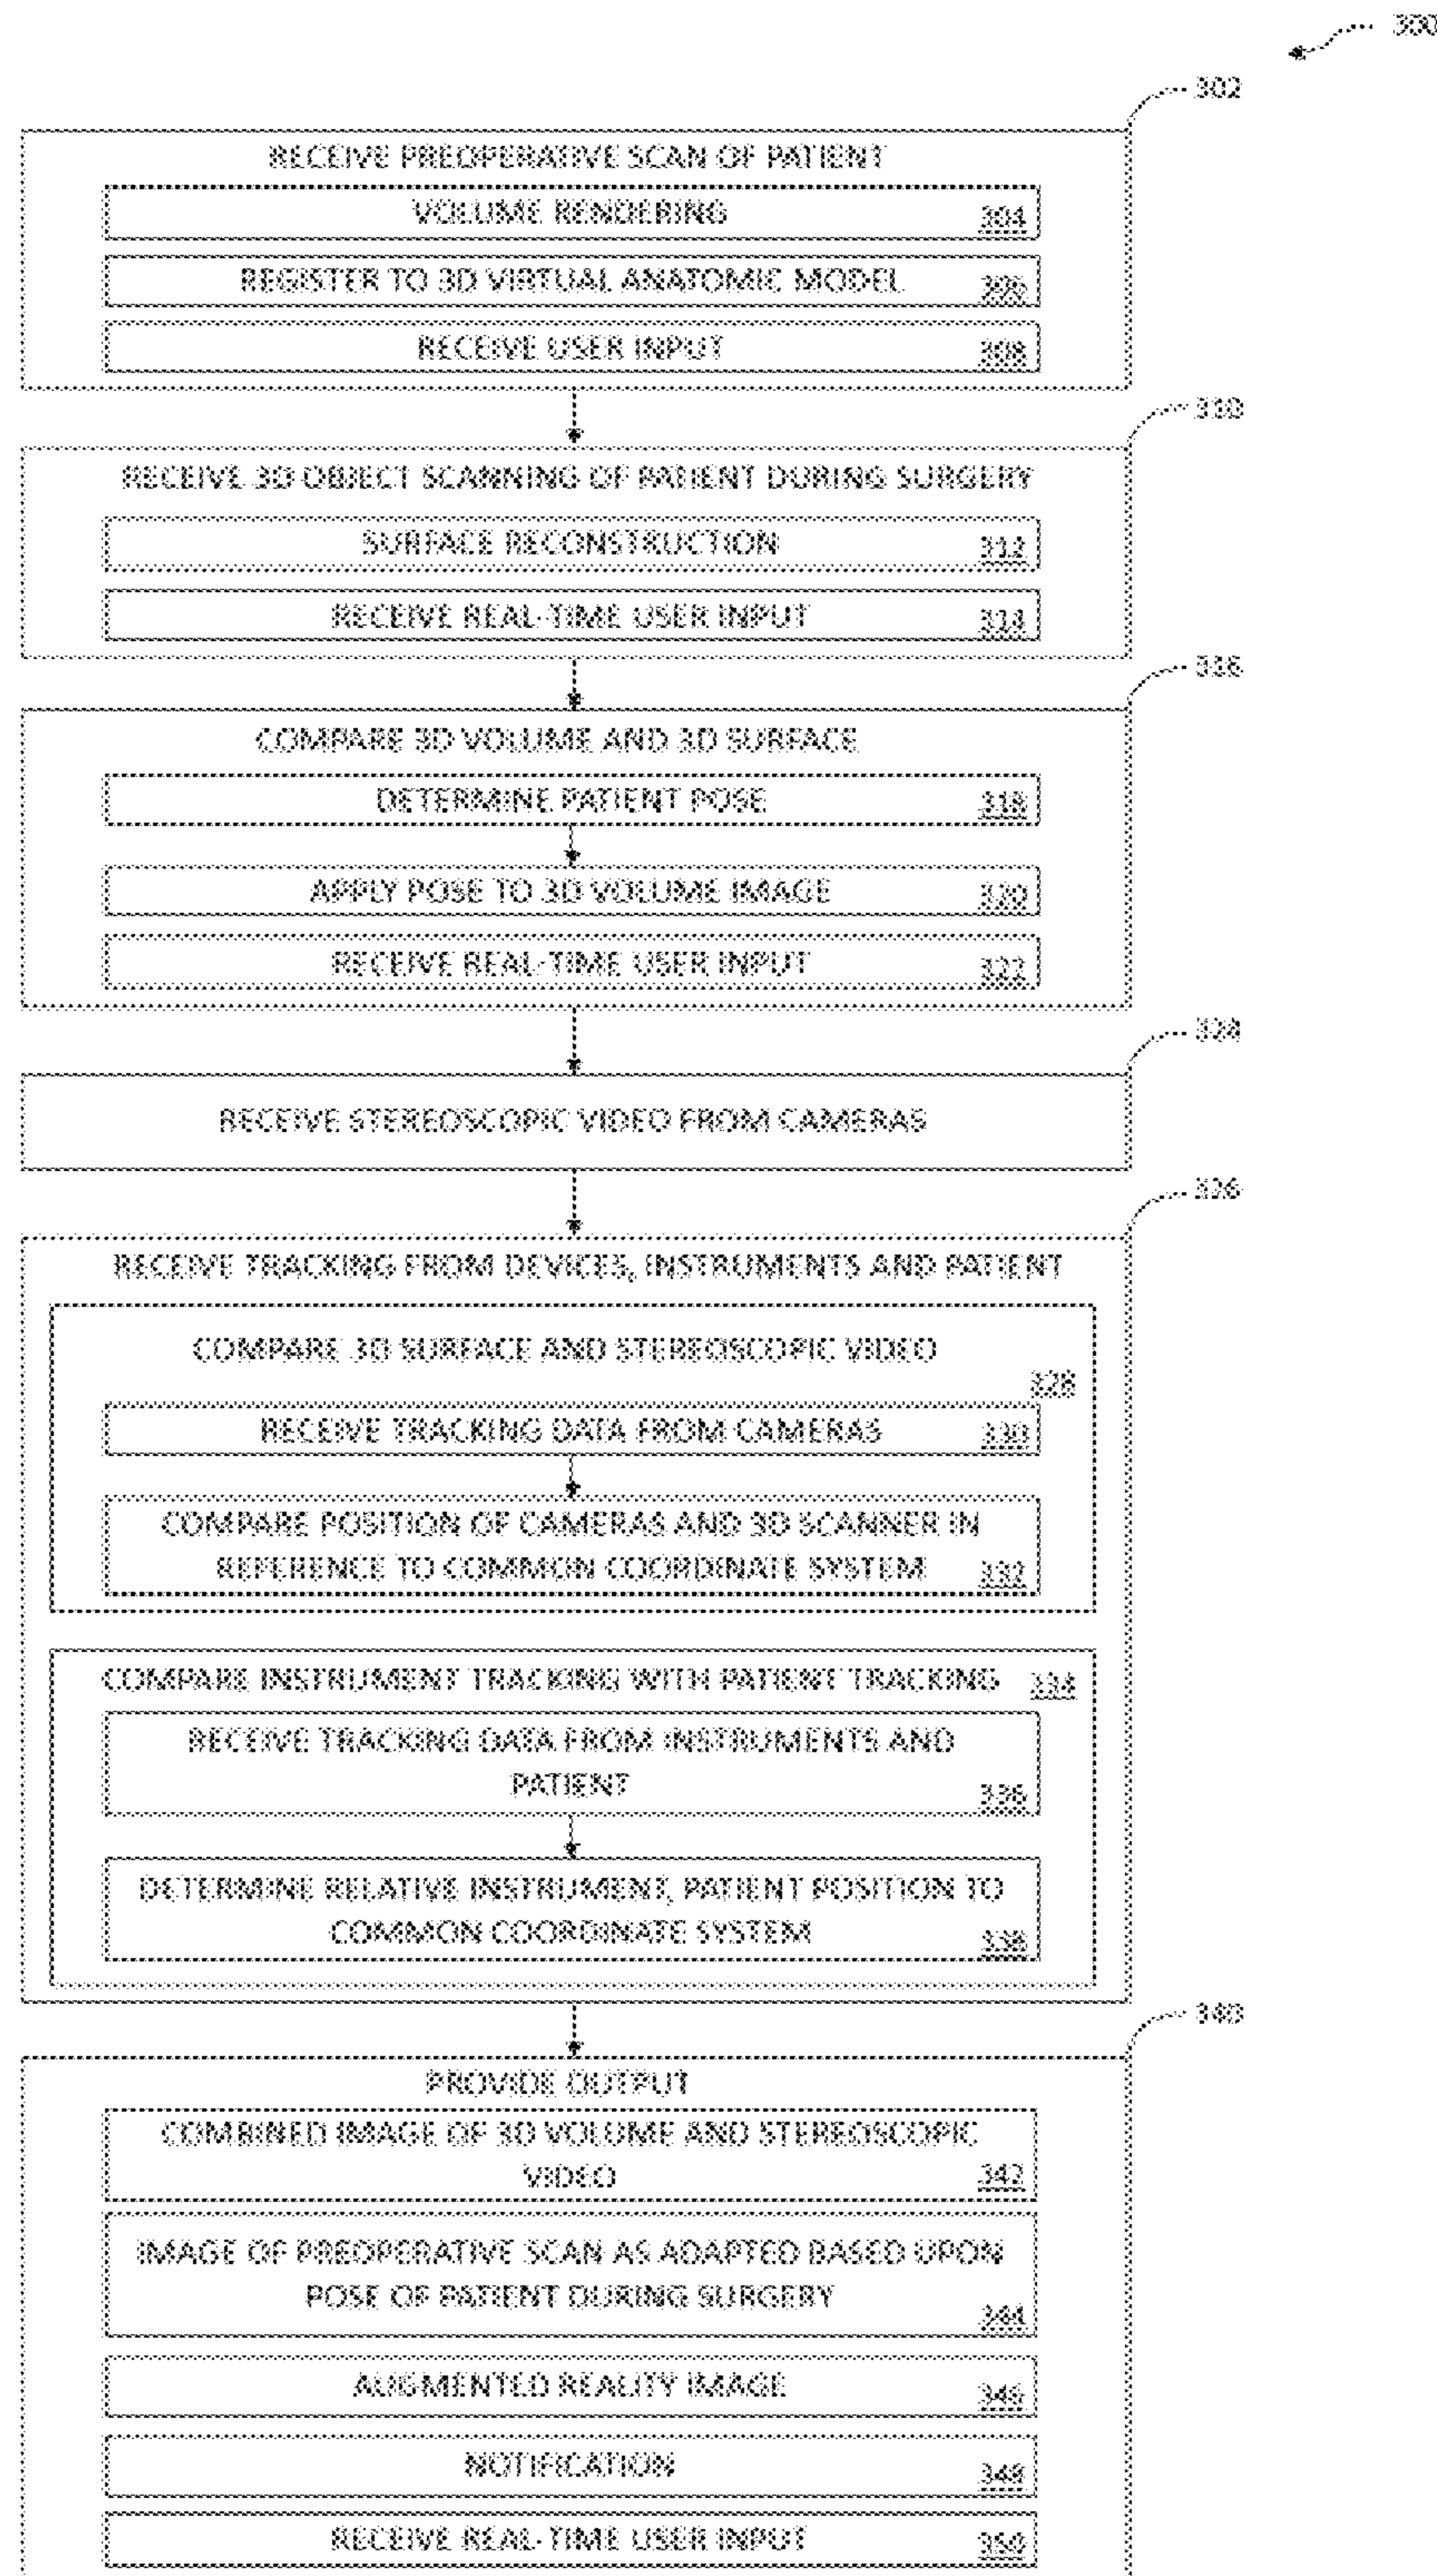 300
302
RECEIVE PREOPERATIVE SCAN OF PATIENT
VOLUME RENDERING 304
REGISTER TO 3D VIRTUAL ANATOMIC MODEL 306
RECEIVE USER INPUT 308
310
RECEIVE 3D OBJECT SCANNING OF PATIENT DURING SURGERY
SURFACE RECONSTRUCTION 312
RECEIVE REAL-TIME USER INPUT 314
316
COMPARE 3D VOLUME AND 3D SURFACE
DETERMINE PATIENT POSE 318
APPLY POSE TO 3D VOLUME IMAGE 320
RECEIVE REAL-TIME USER INPUT 322
324
RECEIVE STEREOSCOPIC VIDEO FROM CAMERAS
326
RECEIVE TRACKING FROM DEVICES, INSTRUMENTS AND PATIENT
COMPARE 3D SURFACE AND STEREOSCOPIC VIDEO
328
RECEIVE TRACKING DATA FROM CAMERAS 330
COMPARE POSITION OF CAMERAS AND 3D SCANNER IN
REFERENCE TO COMMON COORDINATE SYSTEM 332
COMPARE INSTRUMENT TRACKING WITH PATIENT TRACKING 334
RECEIVE TRACKING DATA FROM INSTRUMENTS AND
PATIENT 336
DETERMINE RELATIVE INSTRUMENT, PATIENT POSITION TO
COMMON COORDINATE SYSTEM 338
340
PROVIDE OUTPUT
COMBINED IMAGE OF 3D VOLUME AND STEREOSCOPIC
VIDEO 342
IMAGE OF PREOPERATIVE SCAN AS ADAPTED BASED UPON
POSE OF PATIENT DURING SURGERY 344
AUGMENTED REALITY IMAGE 346
NOTIFICATION 348
RECEIVE REAL-TIME USER INPUT 350